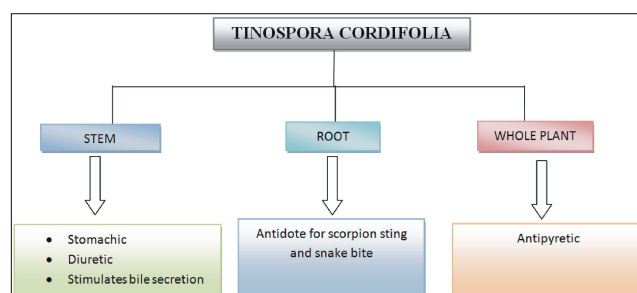 TINOSPORA CORDIFOLIA
STEM
ROOT
WHOLE PLANT
• Stomachic
• Diuretic
• Stimulates bile secretion
Antidote for scorpion sting
and snake bite
Antipyretic